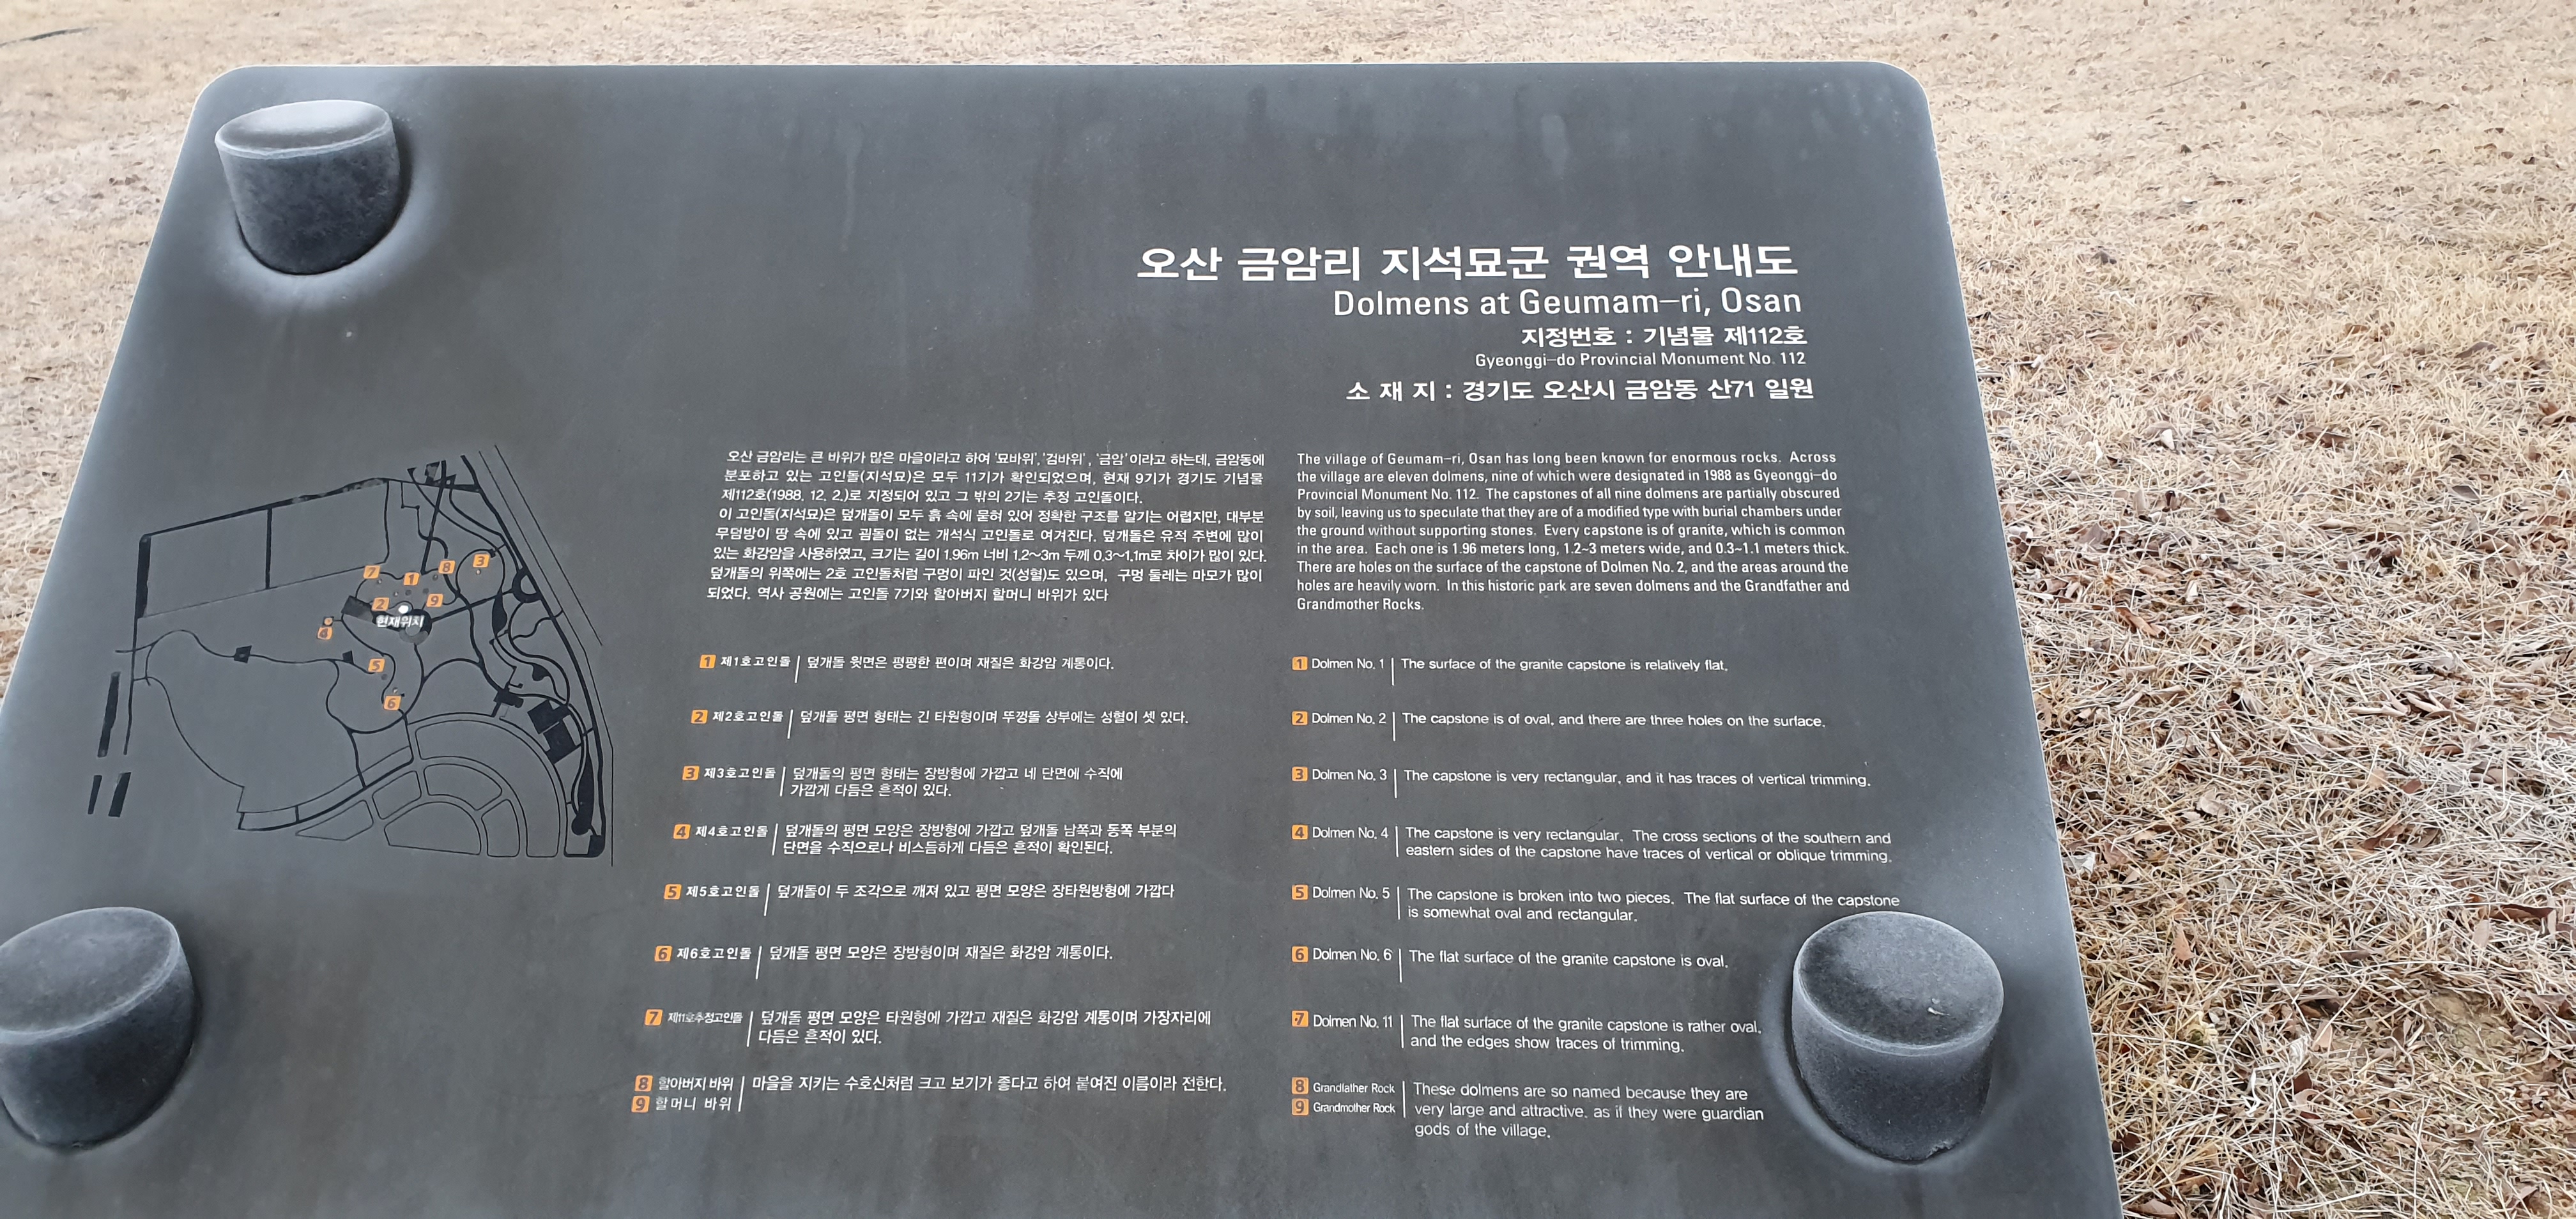 오산 금암리 지석묘군 권역 안내도
Dolmens at Geumam-ri, Osan
지정번호 : 기념물 제112호
Gyeonggi-do Provincial Monument No. 112
소 재 지 : 경기도 오산시 금암동 산71 일원
오산 금암리는 큰 바위가 많은 마을이라고 하여 '묘바위', '검바위', '금암'이라고 하는데, 금암동에
분포하고 있는 고인돌(지석묘)은 모두 11기가 확인되었으며, 현재 9기가 경기도 기념물
제112호(1988. 12. 2.)로 지정되어 있고 그 밖의 2기는 추정 고인돌이다.
이 고인돌(지석묘)은 덮개돌이 모두 흙 속에 묻혀 있어 정확한 구조를 알기는 어렵지만, 대부분
무덤방이 땅 속에 있고 굄돌이 없는 개석식 고인돌로 여겨진다. 덮개돌은 유적 주변에 많이
있는 화강암을 사용하였고, 크기는 길이 1.96m 너비 1.2~3m 두께 0.3~1.1m로 차이가 많이 있다.
덮개돌의 위쪽에는 2호 고인돌처럼 구멍이 파인 것(성혈)도 있으며, 구멍 둘레는 마모가 많이
되었다. 역사 공원에는 고인돌 7기와 할아버지 할머니 바위가 있다
The village of Geumam-ri, Osan has long been known for enormous rocks. Across
the village are eleven dolmens, nine of which were designated in 1988 as Gyeonggi-do
Provincial Monument No. 112. The capstones of all nine dolmens are partially obscured
by soil, leaving us to speculate that they are of a modified type with burial chambers under
the ground without supporting stones. Every capstone is of granite, which is common
in the area. Each one is 1.96 meters long, 1.2~3 meters wide, and 0.3~1.1 meters thick.
There are holes on the surface of the capstone of Dolmen No. 2, and the areas around the
holes are heavily worn. In this historic park are seven dolmens and the Grandfather and
Grandmother Rocks.
7 1 8 3
2 9
현재위치
4
5
6
1 제1호고인돌 덮개돌 윗면은 평평한 편이며 재질은 화강암 계통이다.
2 제2호고인돌 덮개돌 평면 형태는 긴 타원형이며 뚜껑돌 상부에는 성혈이 셋 있다.
3 제3호고인돌 덮개돌의 평면 형태는 장방형에 가깝고 네 단면에 수직에
가깝게 다듬은 흔적이 있다.
4 제4호고인돌 덮개돌의 평면 모양은 장방형에 가깝고 덮개돌 남쪽과 동쪽 부분의
단면을 수직으로나 비스듬하게 다듬은 흔적이 확인된다.
5 제5호고인돌 덮개돌이 두 조각으로 깨져 있고 평면 모양은 장타원방형에 가깝다
6 제6호고인돌 덮개돌 평면 모양은 장방형이며 재질은 화강암 계통이다.
7 제11호추정고인돌 덮개돌 평면 모양은 타원형에 가깝고 재질은 화강암 계통이며 가장자리에
다듬은 흔적이 있다.
8 할아버지 바위 마을을 지키는 수호신처럼 크고 보기가 좋다고 하여 붙여진 이름이라 전한다.
9 할머니 바위
1 Dolmen No. 1 The surface of the granite capstone is relatively flat.
2 Dolmen No. 2 The capstone is of oval, and there are three holes on the surface.
3 Dolmen No. 3 The capstone is very rectangular, and it has traces of vertical trimming.
4 Dolmen No. 4 The capstone is very rectangular. The cross sections of the southern and
eastern sides of the capstone have traces of vertical or oblique trimming.
5 Dolmen No. 5 The capstone is broken into two pieces. The flat surface of the capstone
is somewhat oval and rectangular.
6 Dolmen No. 6 The flat surface of the granite capstone is oval.
7 Dolmen No. 11 The flat surface of the granite capstone is rather oval,
and the edges show traces of trimming.
8 Grandfather Rock These dolmens are so named because they are
9 Grandmother Rock very large and attractive, as if they were guardian
gods of the village.